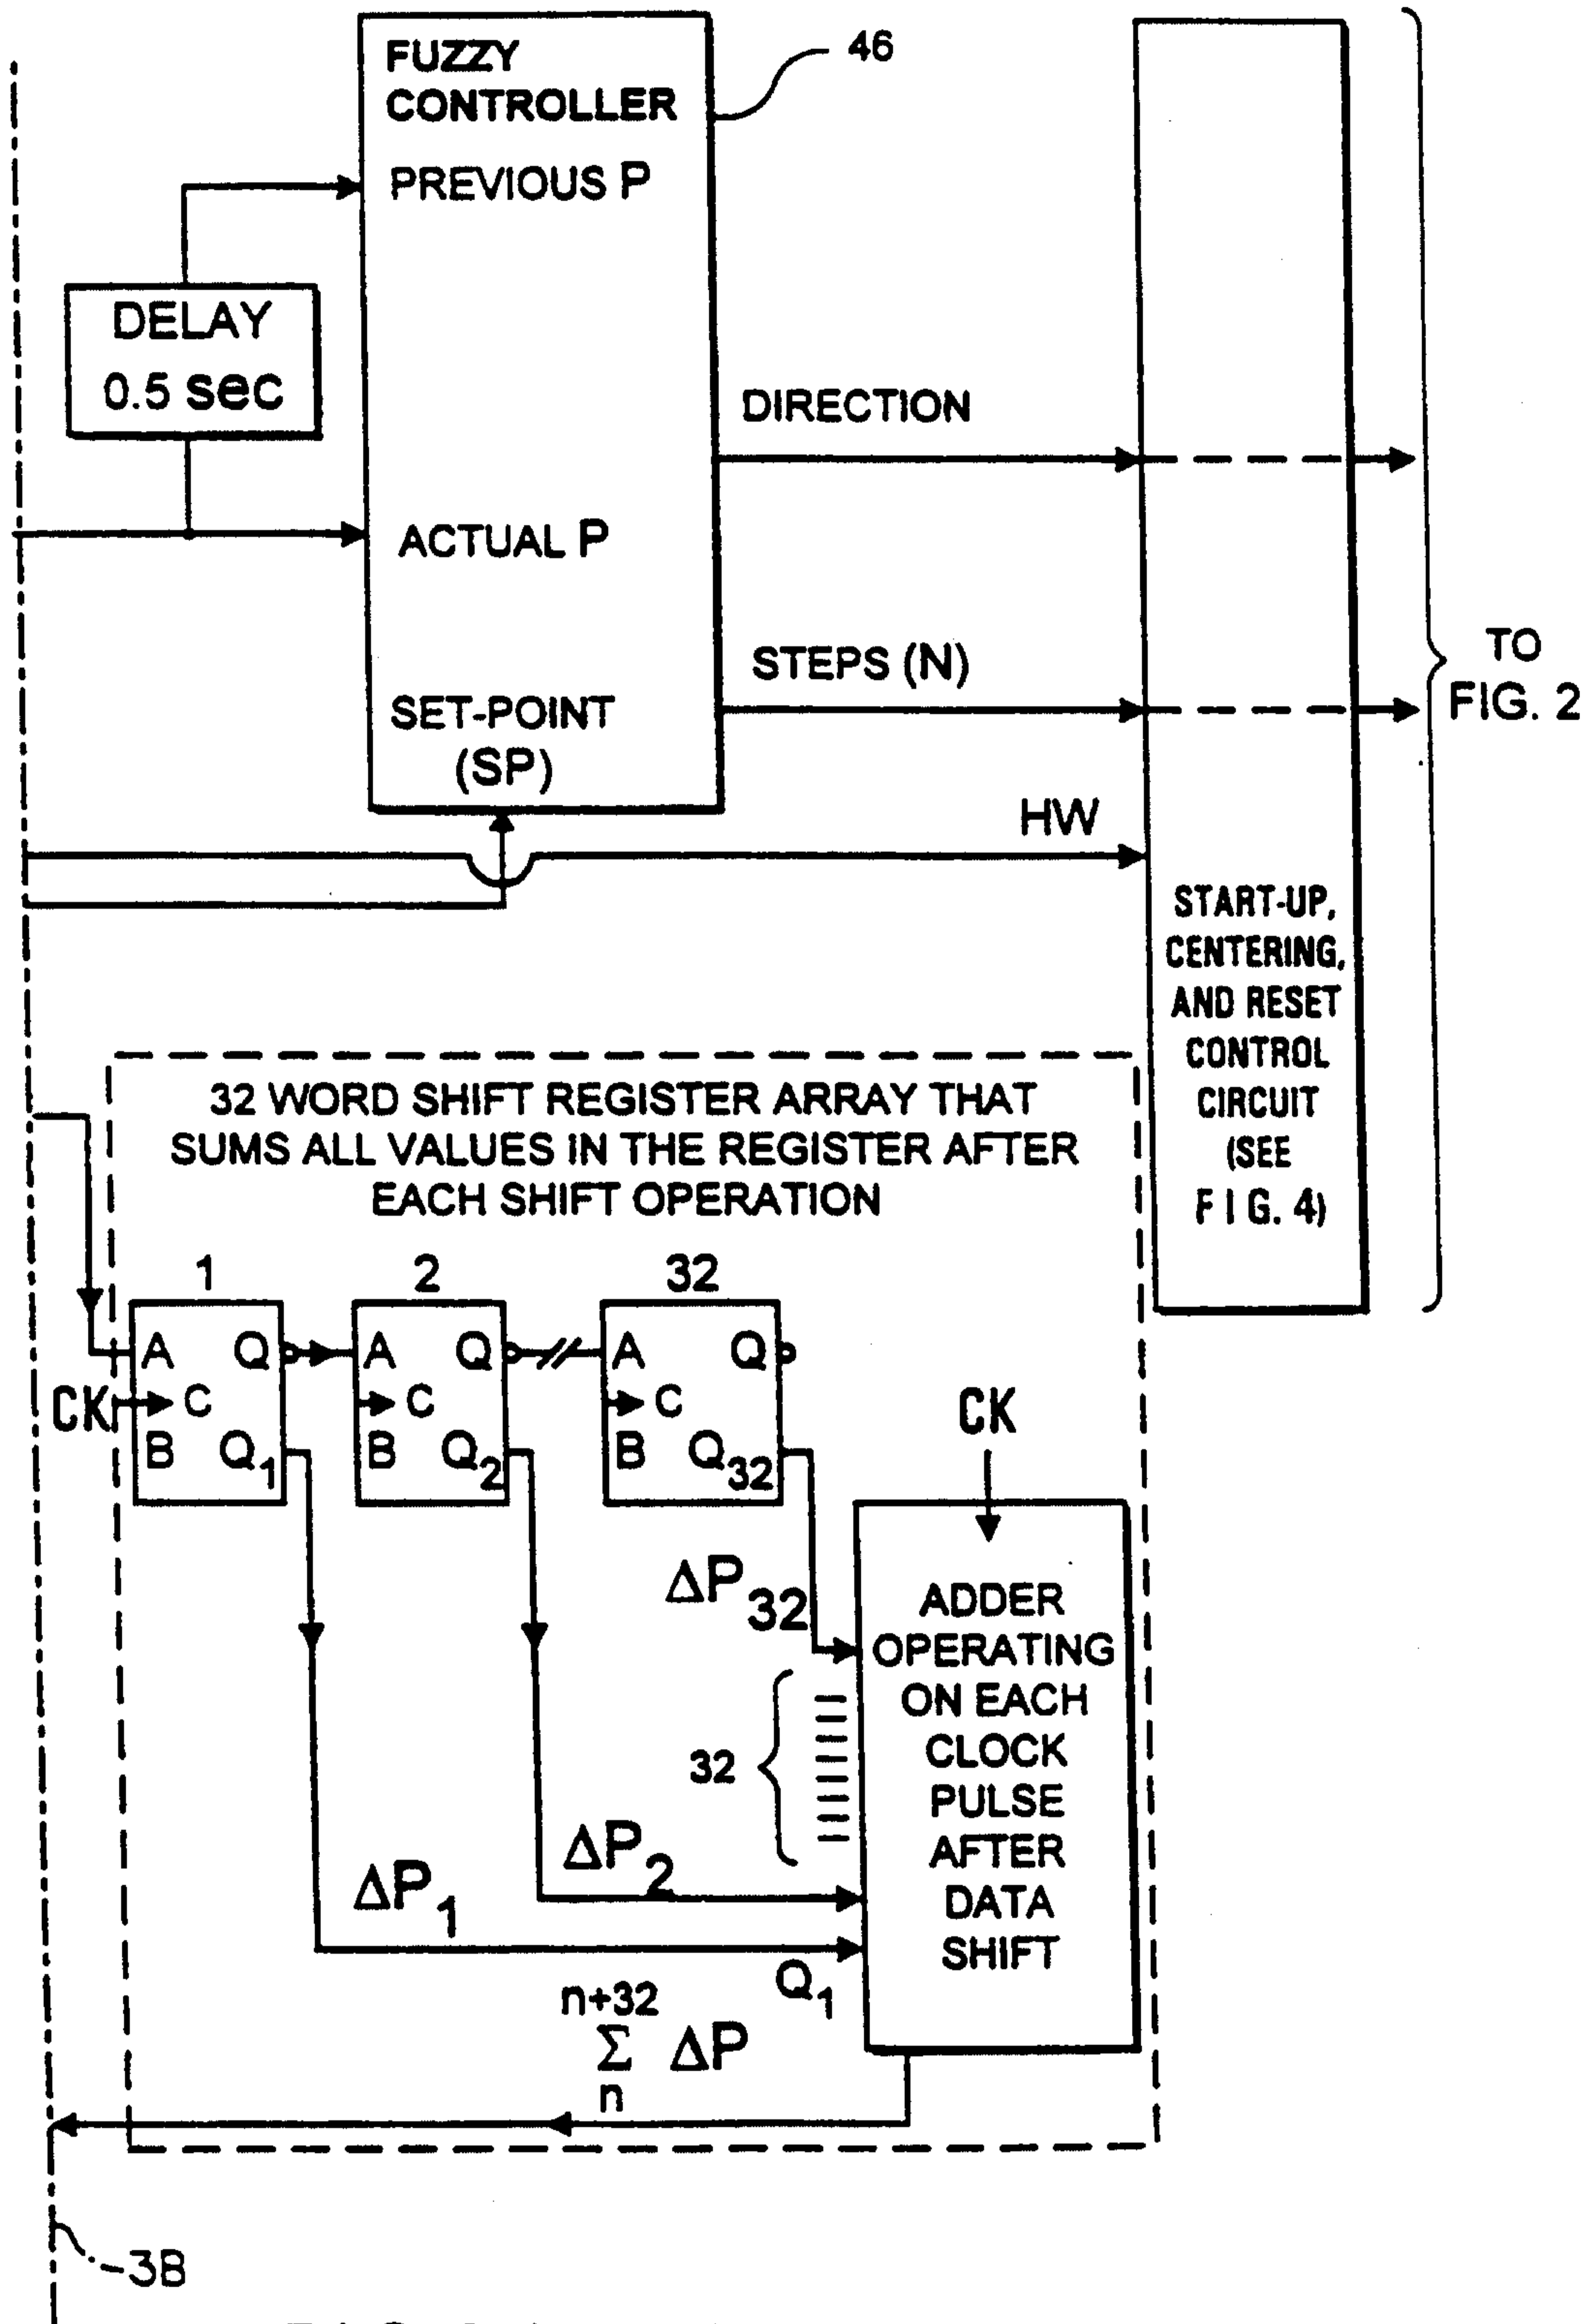 FUZZY
CONTROLLER
46
PREVIOUS P
DELAY
0.5 sec
DIRECTION
ACTUAL P
STEPS (N)
TO
FIG. 2
SET-POINT
(SP)
HW
START-UP,
CENTERING,
AND RESET
CONTROL
CIRCUIT
(SEE
FIG. 4)
32 WORD SHIFT REGISTER ARRAY THAT
SUMS ALL VALUES IN THE REGISTER AFTER
EACH SHIFT OPERATION
1 2 32
A Q A Q A Q
CK C C C CK
B Q1 B Q2 B Q32
ΔP32
ADDER
OPERATING
ON EACH
CLOCK
PULSE
AFTER
DATA
SHIFT
32
ΔP2
ΔP1
Q1
n+32
Σ ΔP
n
3B